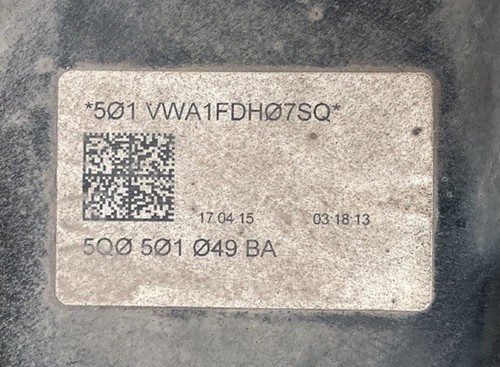 *5Ø1 VWA1FDHØ7SQ*
17 04 15 03:18 13
5QØ 5Ø1 Ø49 BA